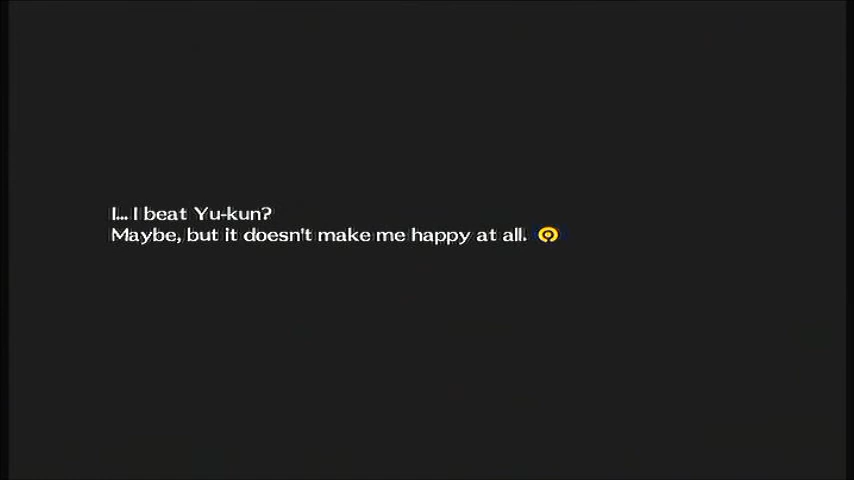 I... I beat Yu-kun?
Maybe, but it doesn't make me happy at all.